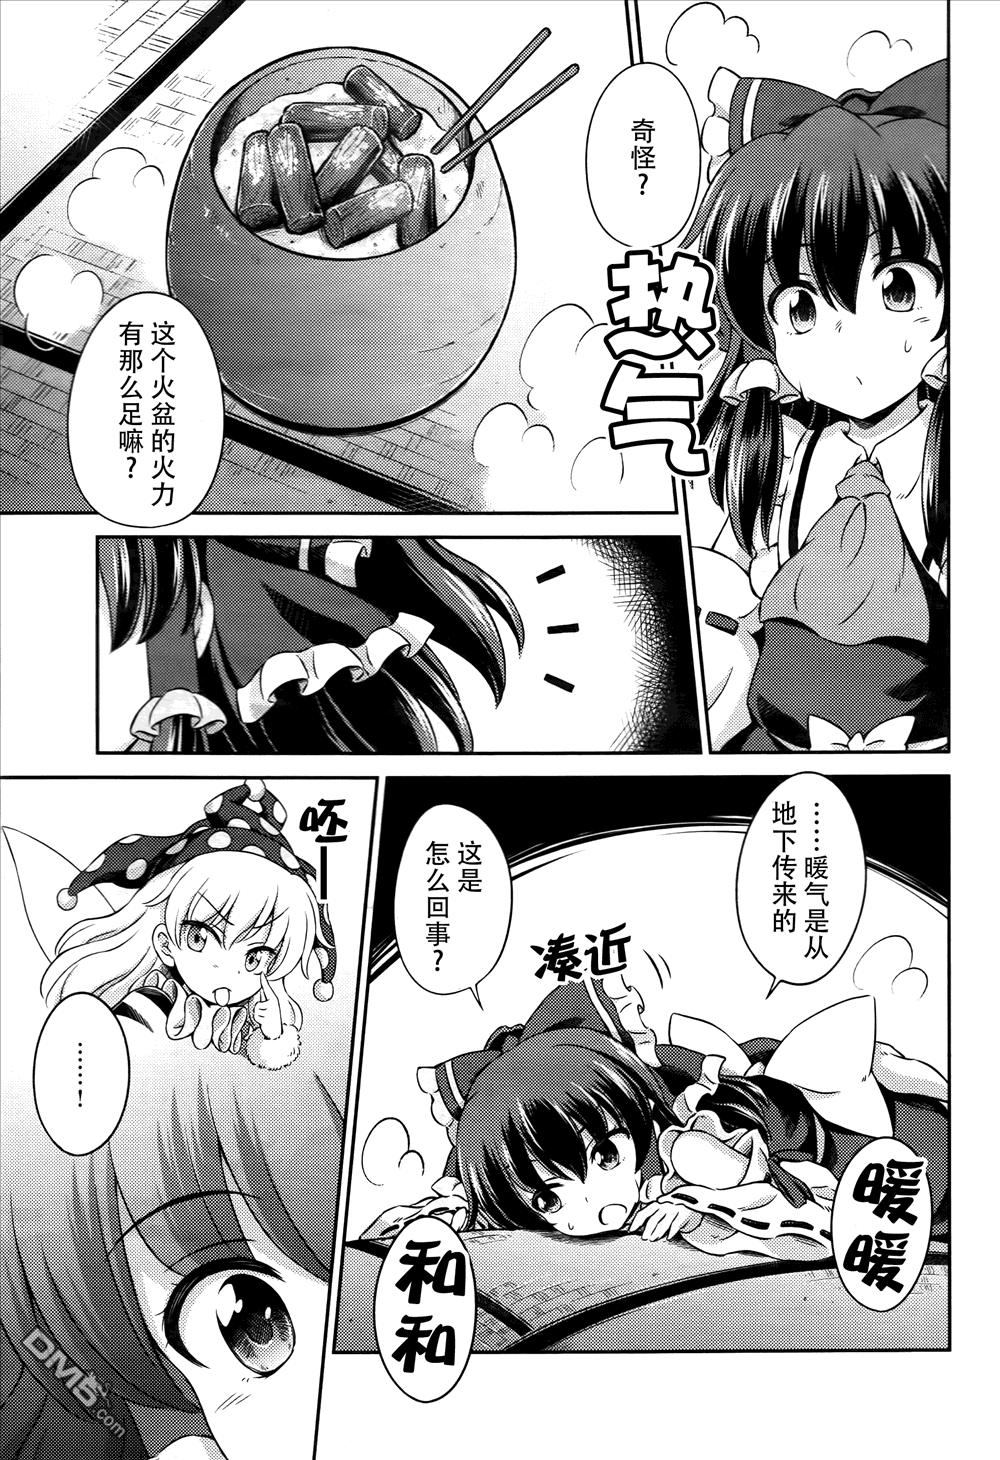 奇怪?
热气
这个火盆的火力
有那么足嘛?
……暖气是从
地下传来的
凑近
这是
怎么回事?
暖暖
和和
呸——
……!
DM5
.com